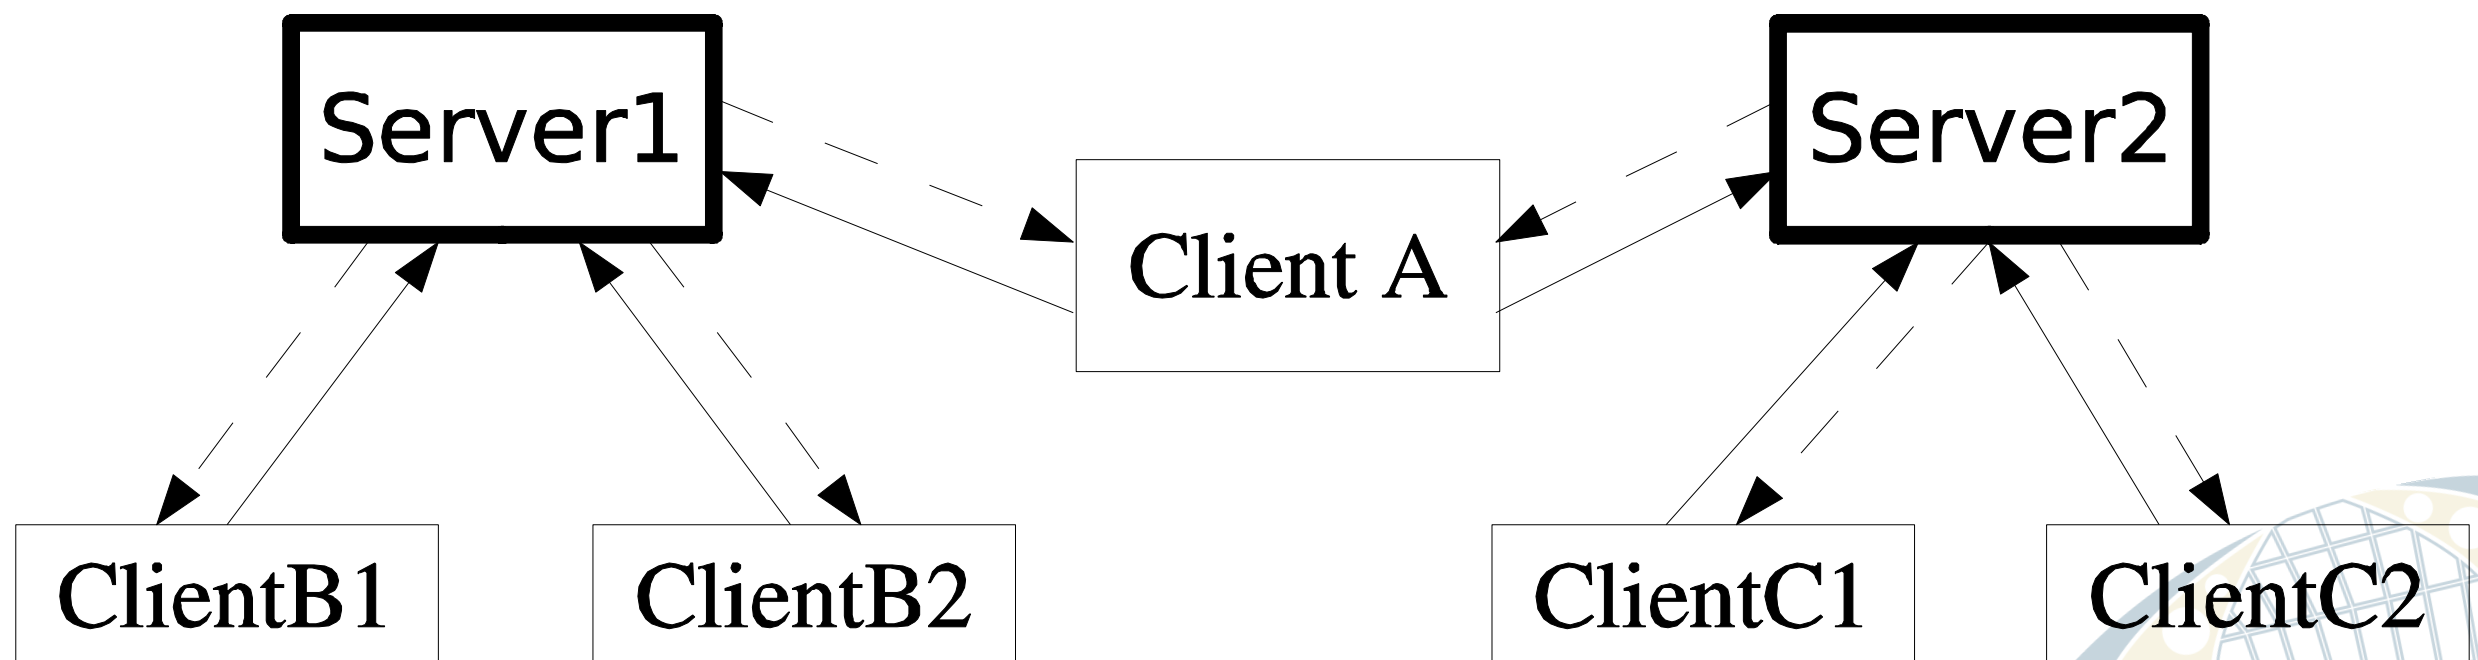 Server1
Server2
Client A
ClientB1
ClientB2
ClientC1
ClientC2